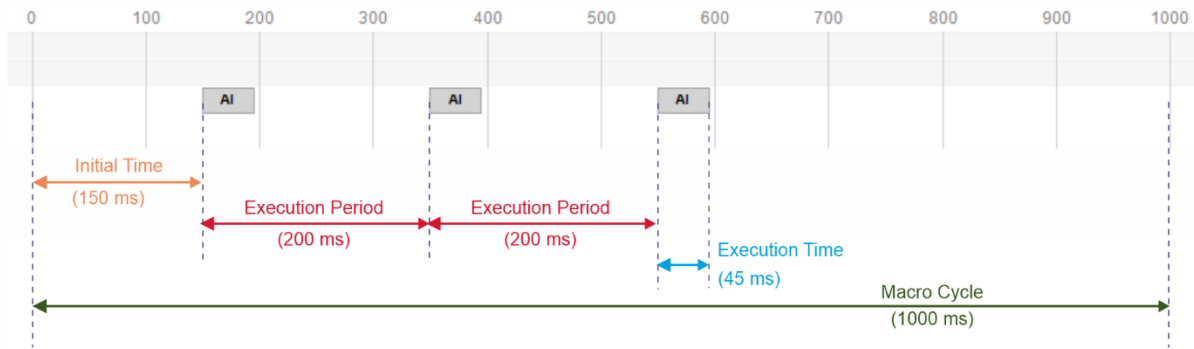 0 100 200 300 400 500 600 700 800 900 1000
AI AI AI
Initial Time
(150 ms)
Execution Period Execution Period
(200 ms) (200 ms)
Execution Time
(45 ms)
Macro Cycle
(1000 ms)